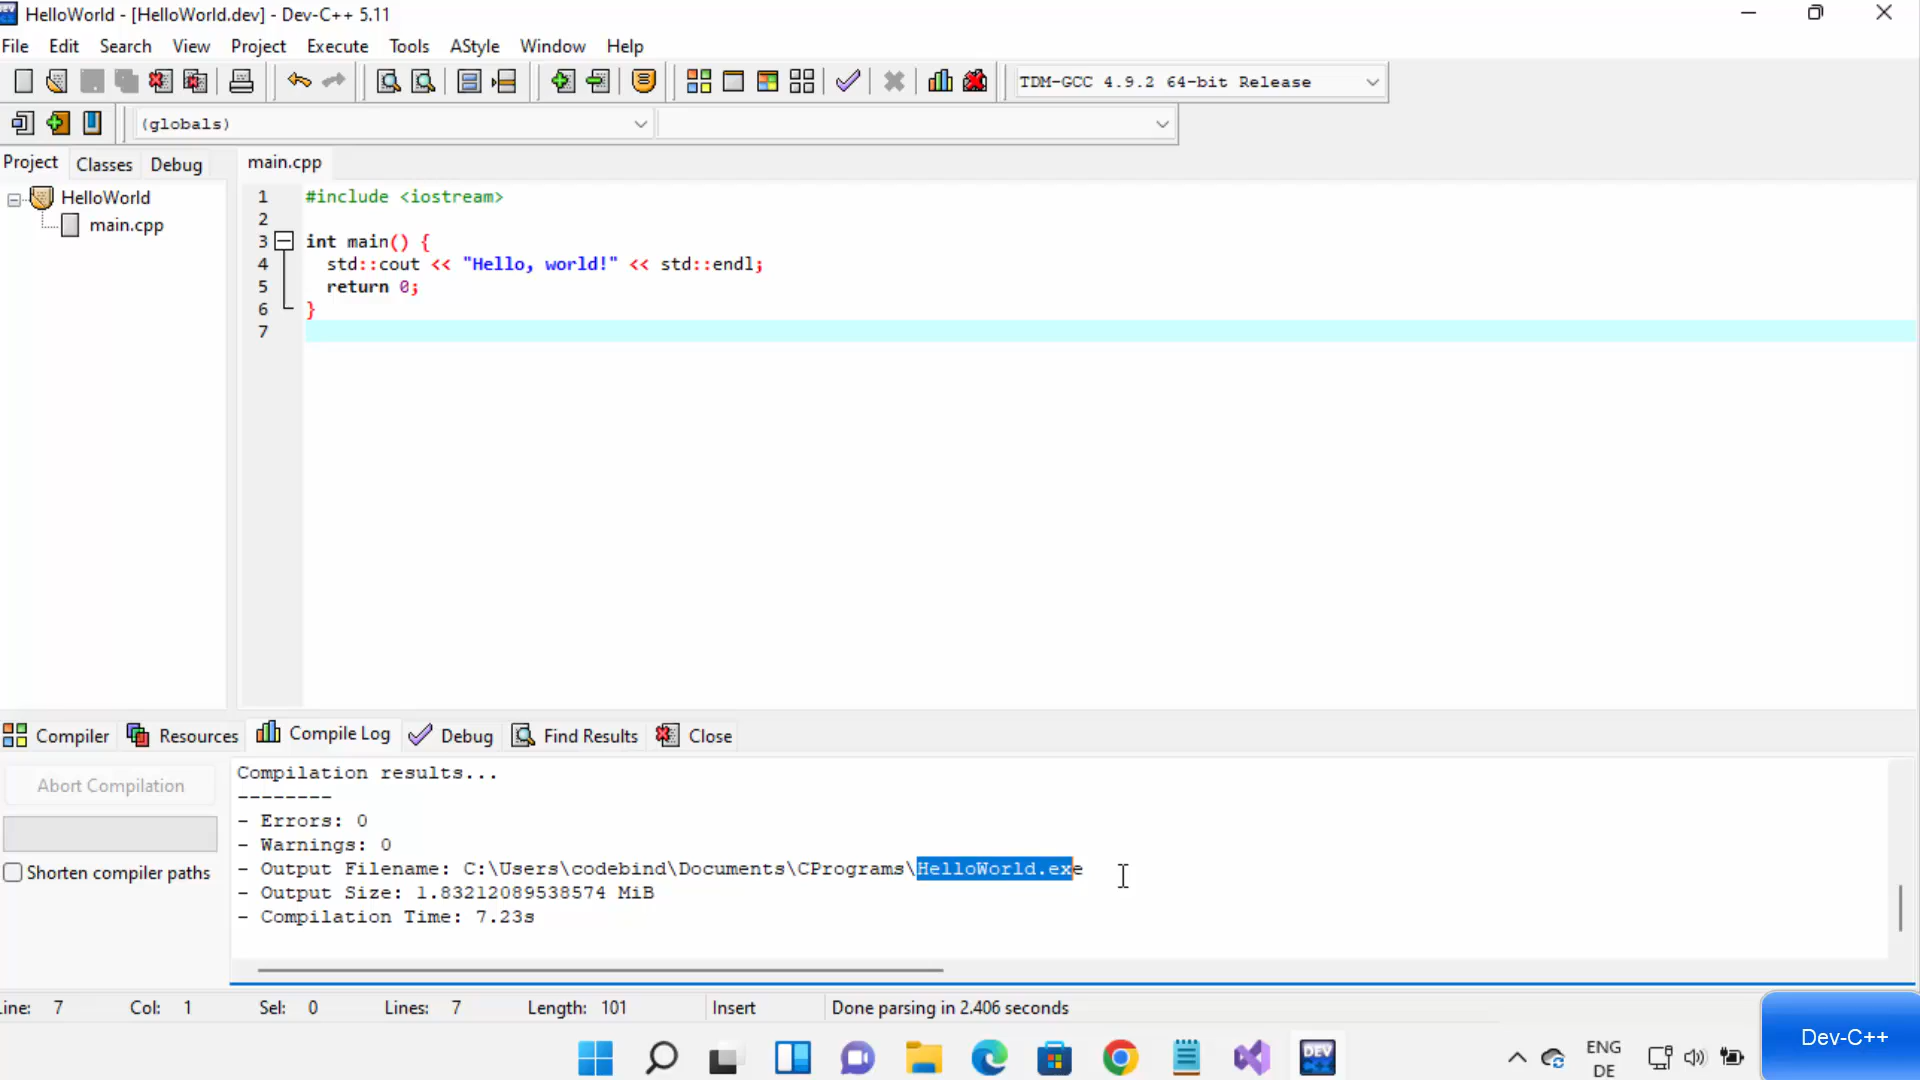 HelloWorld - [HelloWorld.dev] - Dev-C++ 5.11
File Edit Search View Project Execute Tools AStyle Window Help
TDM-GCC 4.9.2 64-bit Release
(globals)
Project Classes Debug main.cpp
HelloWorld
main.cpp
1 #include <iostream>
2
3 int main() {
4 std::cout << "Hello, world!" << std::endl;
5 return 0;
6 }
7
Compiler Resources Compile Log Debug Find Results Close
Abort Compilation
Shorten compiler paths
Compilation results...
--------
- Errors: 0
- Warnings: 0
- Output Filename: C:\Users\codebind\Documents\CPrograms\HelloWorld.exe
- Output Size: 1.83212089538574 MiB
- Compilation Time: 7.23s
ine: 7 Col: 1 Sel: 0 Lines: 7 Length: 101 Insert Done parsing in 2.406 seconds
DEV
ENG
DE
Dev-C++